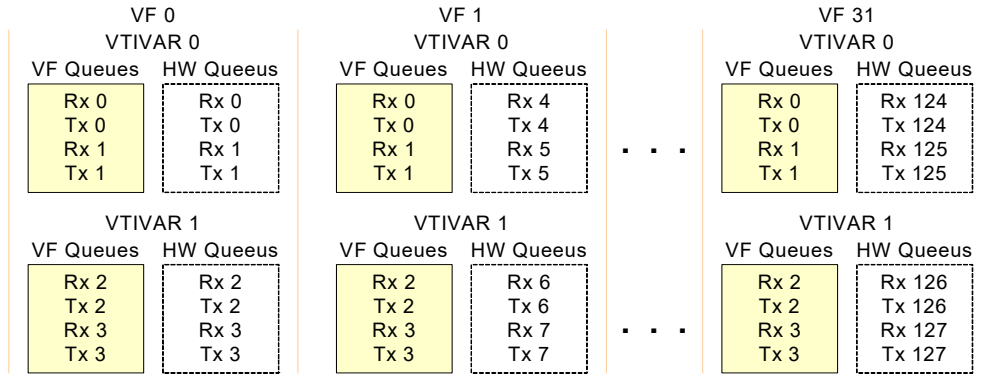 VF 0 VF 1 VF 31
VTIVAR 0 VTIVAR 0 VTIVAR 0
VF Queues HW Queeus VF Queues HW Queeus VF Queues HW Queeus
Rx 0 Rx 0 Rx 0 Rx 4 Rx 0 Rx 124
Tx 0 Tx 0 Tx 0 Tx 4 Tx 0 Tx 124
Rx 1 Rx 1 Rx 1 Rx 5 Rx 1 Rx 125
Tx 1 Tx 1 Tx 1 Tx 5 Tx 1 Tx 125
. . .
VTIVAR 1 VTIVAR 1 VTIVAR 1
VF Queues HW Queeus VF Queues HW Queeus VF Queues HW Queeus
Rx 2 Rx 2 Rx 2 Rx 6 Rx 2 Rx 126
Tx 2 Tx 2 Tx 2 Tx 6 Tx 2 Tx 126
Rx 3 Rx 3 Rx 3 Rx 7 Rx 3 Rx 127
Tx 3 Tx 3 Tx 3 Tx 7 Tx 3 Tx 127
. . .